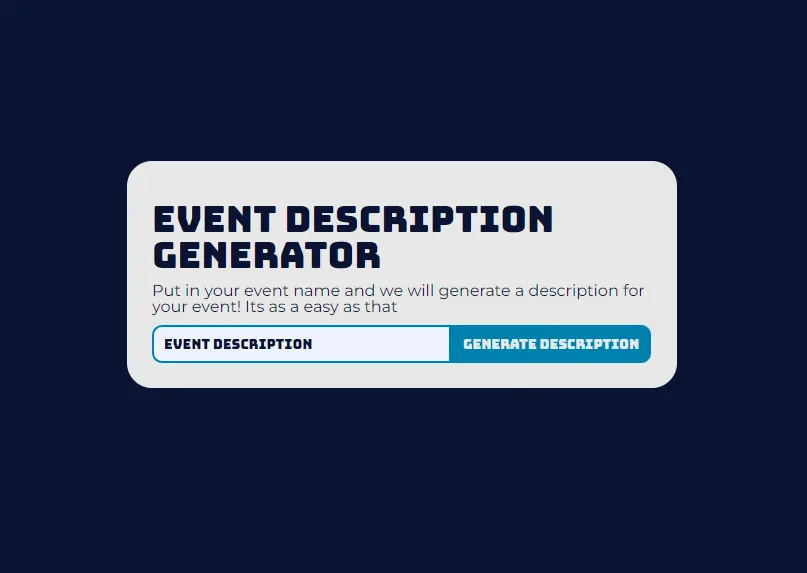 EVENT DESCRIPTION
GENERATOR
Put in your event name and we will generate a description for
your event! Its as a easy as that
EVENT DESCRIPTION
GENERATE DESCRIPTION